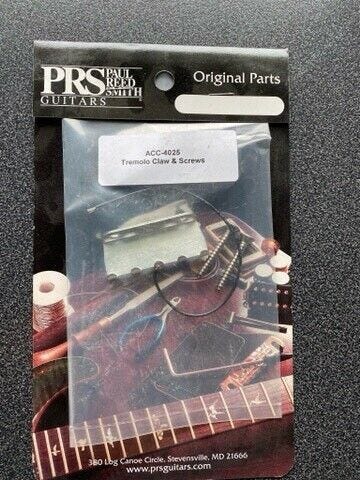 PRS PAUL REED SMITH
GUITARS
Original Parts
ACC-4025
Tremolo Claw & Screws
380 Log Canoe Circle, Stevensville, MD 21666
www.prsguitars.com